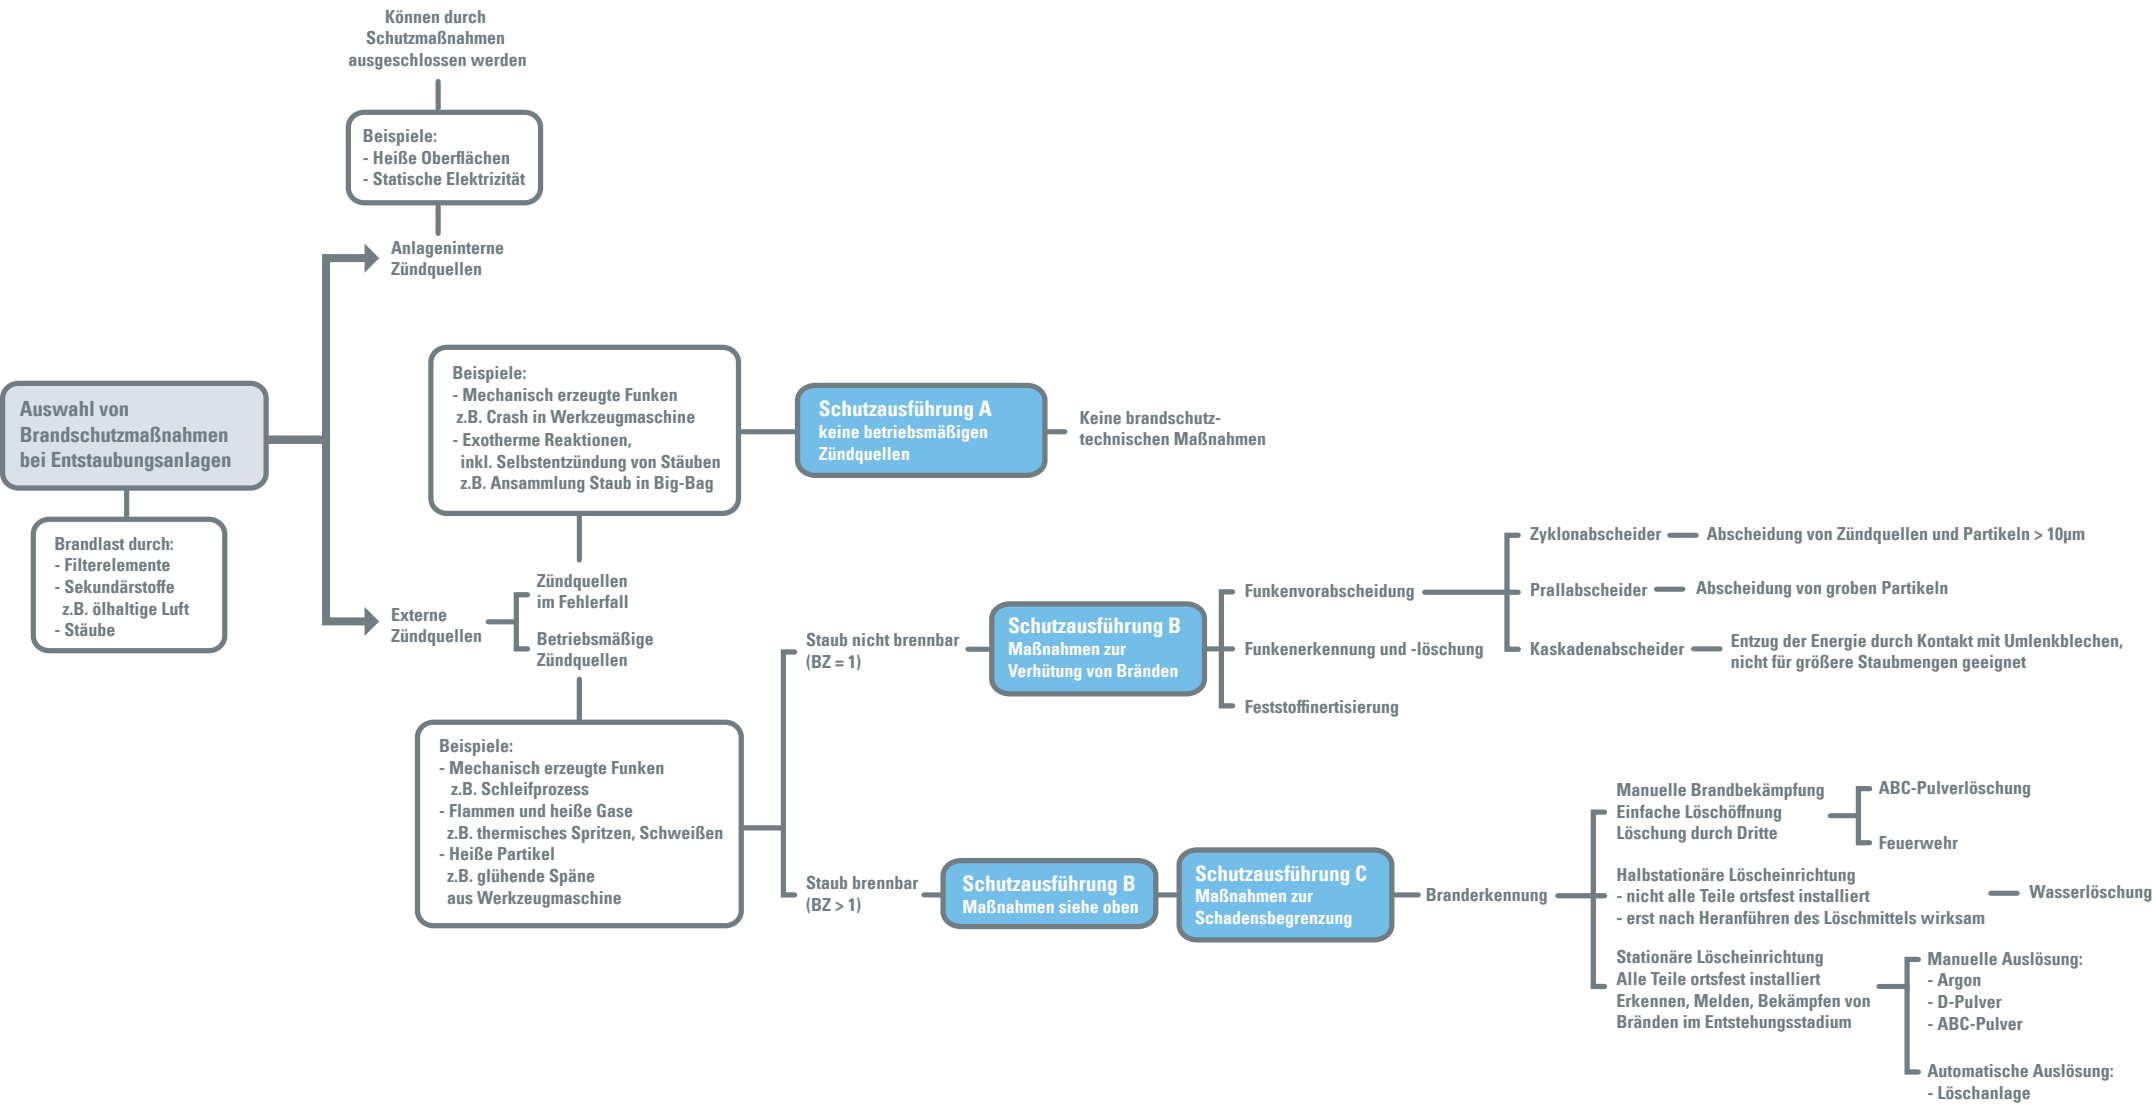 Können durch
Schutzmaßnahmen
ausgeschlossen werden
Beispiele:
- Heiße Oberflächen
- Statische Elektrizität
Anlageninterne
Zündquellen
Auswahl von
Brandschutzmaßnahmen
bei Entstaubungsanlagen
Brandlast durch:
- Filterelemente
- Sekundärstoffe
z.B. ölhaltige Luft
- Stäube
Externe
Zündquellen
Beispiele:
- Mechanisch erzeugte Funken
z.B. Crash in Werkzeugmaschine
- Exotherme Reaktionen,
inkl. Selbstentzündung von Stäuben
z.B. Ansammlung Staub in Big-Bag
Zündquellen
im Fehlerfall
Betriebsmäßige
Zündquellen
Beispiele:
- Mechanisch erzeugte Funken
z.B. Schleifprozess
- Flammen und heiße Gase
z.B. thermisches Spritzen, Schweißen
- Heiße Partikel
z.B. glühende Späne
aus Werkzeugmaschine
Schutzausführung A
keine betriebsmäßigen
Zündquellen
Keine brandschutz-
technischen Maßnahmen
Staub nicht brennbar
(BZ = 1)
Schutzausführung B
Maßnahmen zur
Verhütung von Bränden
Funkenvorabscheidung
Funkenerkennung und -löschung
Feststoffinertisierung
Zyklonabscheider
Abscheidung von Zündquellen und Partikeln > 10µm
Prallabscheider
Abscheidung von groben Partikeln
Kaskadenabscheider
Entzug der Energie durch Kontakt mit Umlenkblechen,
nicht für größere Staubmengen geeignet
Staub brennbar
(BZ > 1)
Schutzausführung B
Maßnahmen siehe oben
Schutzausführung C
Maßnahmen zur
Schadensbegrenzung
Branderkennung
Manuelle Brandbekämpfung
Einfache Löschöffnung
Löschung durch Dritte
ABC-Pulverlöschung
Feuerwehr
Halbstationäre Löscheinrichtung
- nicht alle Teile ortsfest installiert
- erst nach Heranführen des Löschmittels wirksam
Wasserlöschung
Stationäre Löscheinrichtung
Alle Teile ortsfest installiert
Erkennen, Melden, Bekämpfen von
Bränden im Entstehungsstadium
Manuelle Auslösung:
- Argon
- D-Pulver
- ABC-Pulver
Automatische Auslösung:
- Löschanlage